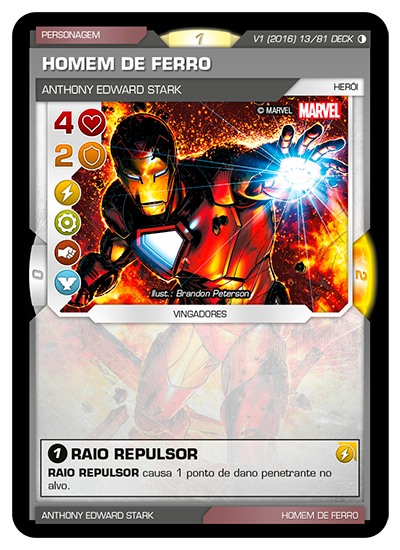 PERSONAGEM
1
V1 (2016) 13/81 DECK
HOMEM DE FERRO
ANTHONY EDWARD STARK
HERÓI
© MARVEL MARVEL
4
2
0
2
Illust.: Brandon Peterson
VINGADORES
1 RAIO REPULSOR
RAIO REPULSOR causa 1 ponto de dano penetrante no
alvo.
ANTHONY EDWARD STARK
HOMEM DE FERRO